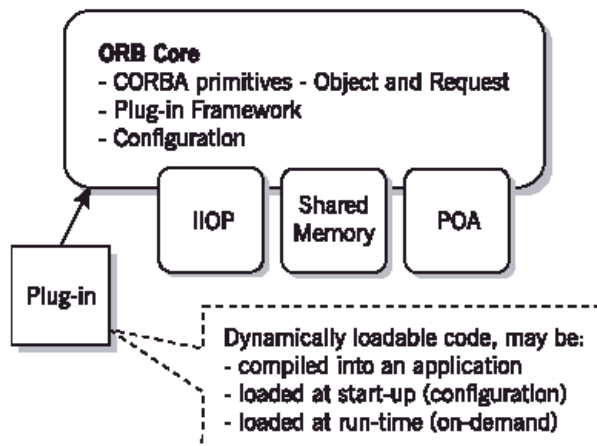 ORB Core
- CORBA primitives - Object and Request
- Plug-in Framework
- Configuration
IIOP
Shared
Memory
POA
Plug-in
Dynamically loadable code, may be:
- compiled into an application
- loaded at start-up (configuration)
- loaded at run-time (on-demand)